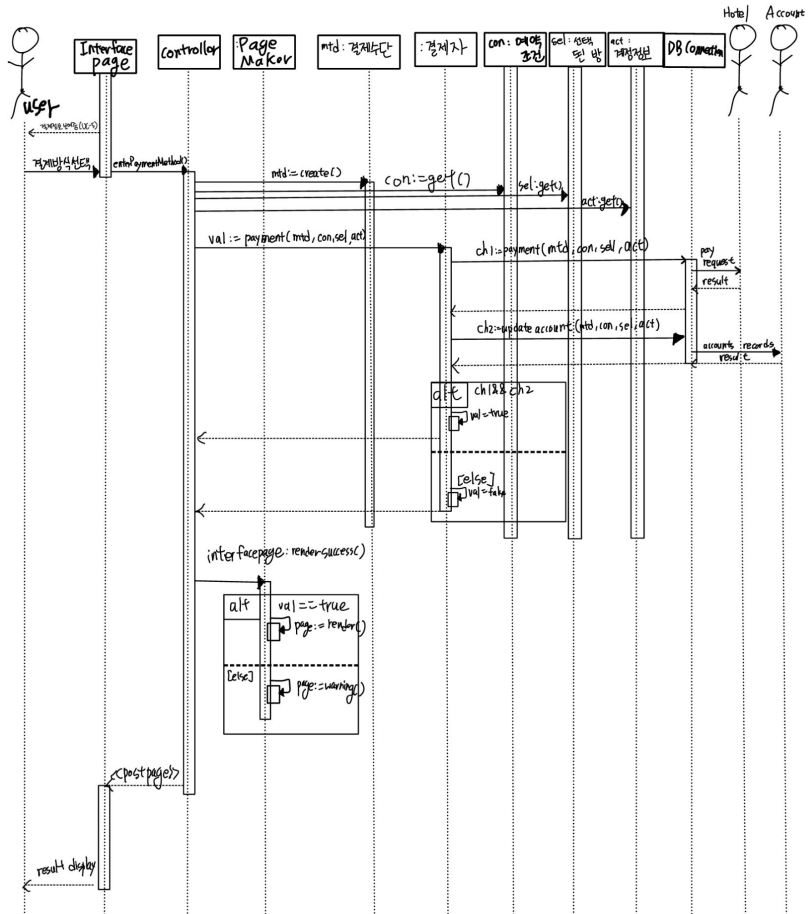 Hotel Account
user
Interface
page
controller
:Page
Maker
mtd : 결제수단
: 결제자
con: 예약
조건
sel : 선택
된 방
act :
계정정보
DB Connection
(UC-5)
결제방식선택
enterPaymentMethod()
mtd:= create()
con:=get()
sel:get()
act:get()
val := payment(mtd, con,sel,act)
ch1:=payment(mtd, con, sel, act)
pay
request
result
ch2:=update account(mtd, con, sel, act)
accounts records
result
alt ch1&& ch2
val=true
[else]
val=false
interfacepage: rendersuccess()
alt val==true
page:= render()
[else]
page:=warning()
<postpage>>
result display